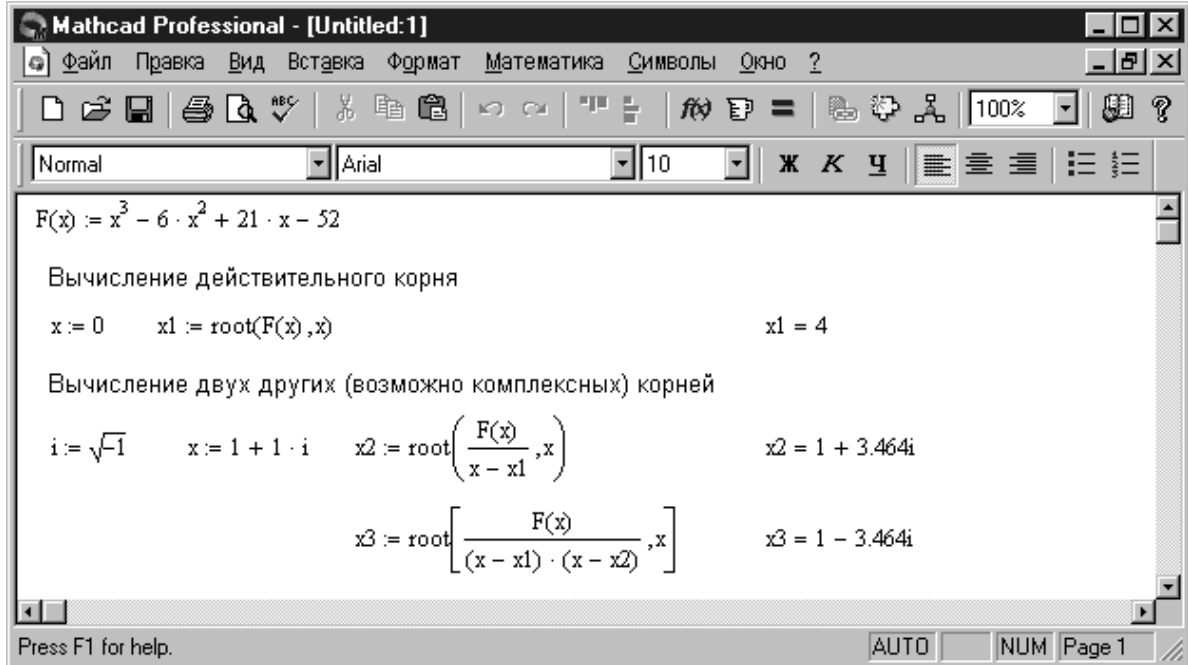 Mathcad Professional - [Untitled:1]
Файл Правка Вид Вставка Формат Математика Символы Окно ?
ABC f(x) = 100% ?
Normal Arial 10 Ж К Ч
F(x) := x³ − 6 · x² + 21 · x − 52
Вычисление действительного корня
x := 0 x1 := root(F(x) ,x) x1 = 4
Вычисление двух других (возможно комплексных) корней
i := √−1 x := 1 + 1 · i x2 := root(F(x)/(x − x1) ,x) x2 = 1 + 3.464i
x3 := root[F(x)/((x − x1) · (x − x2)) ,x] x3 = 1 − 3.464i
Press F1 for help. AUTO NUM Page 1